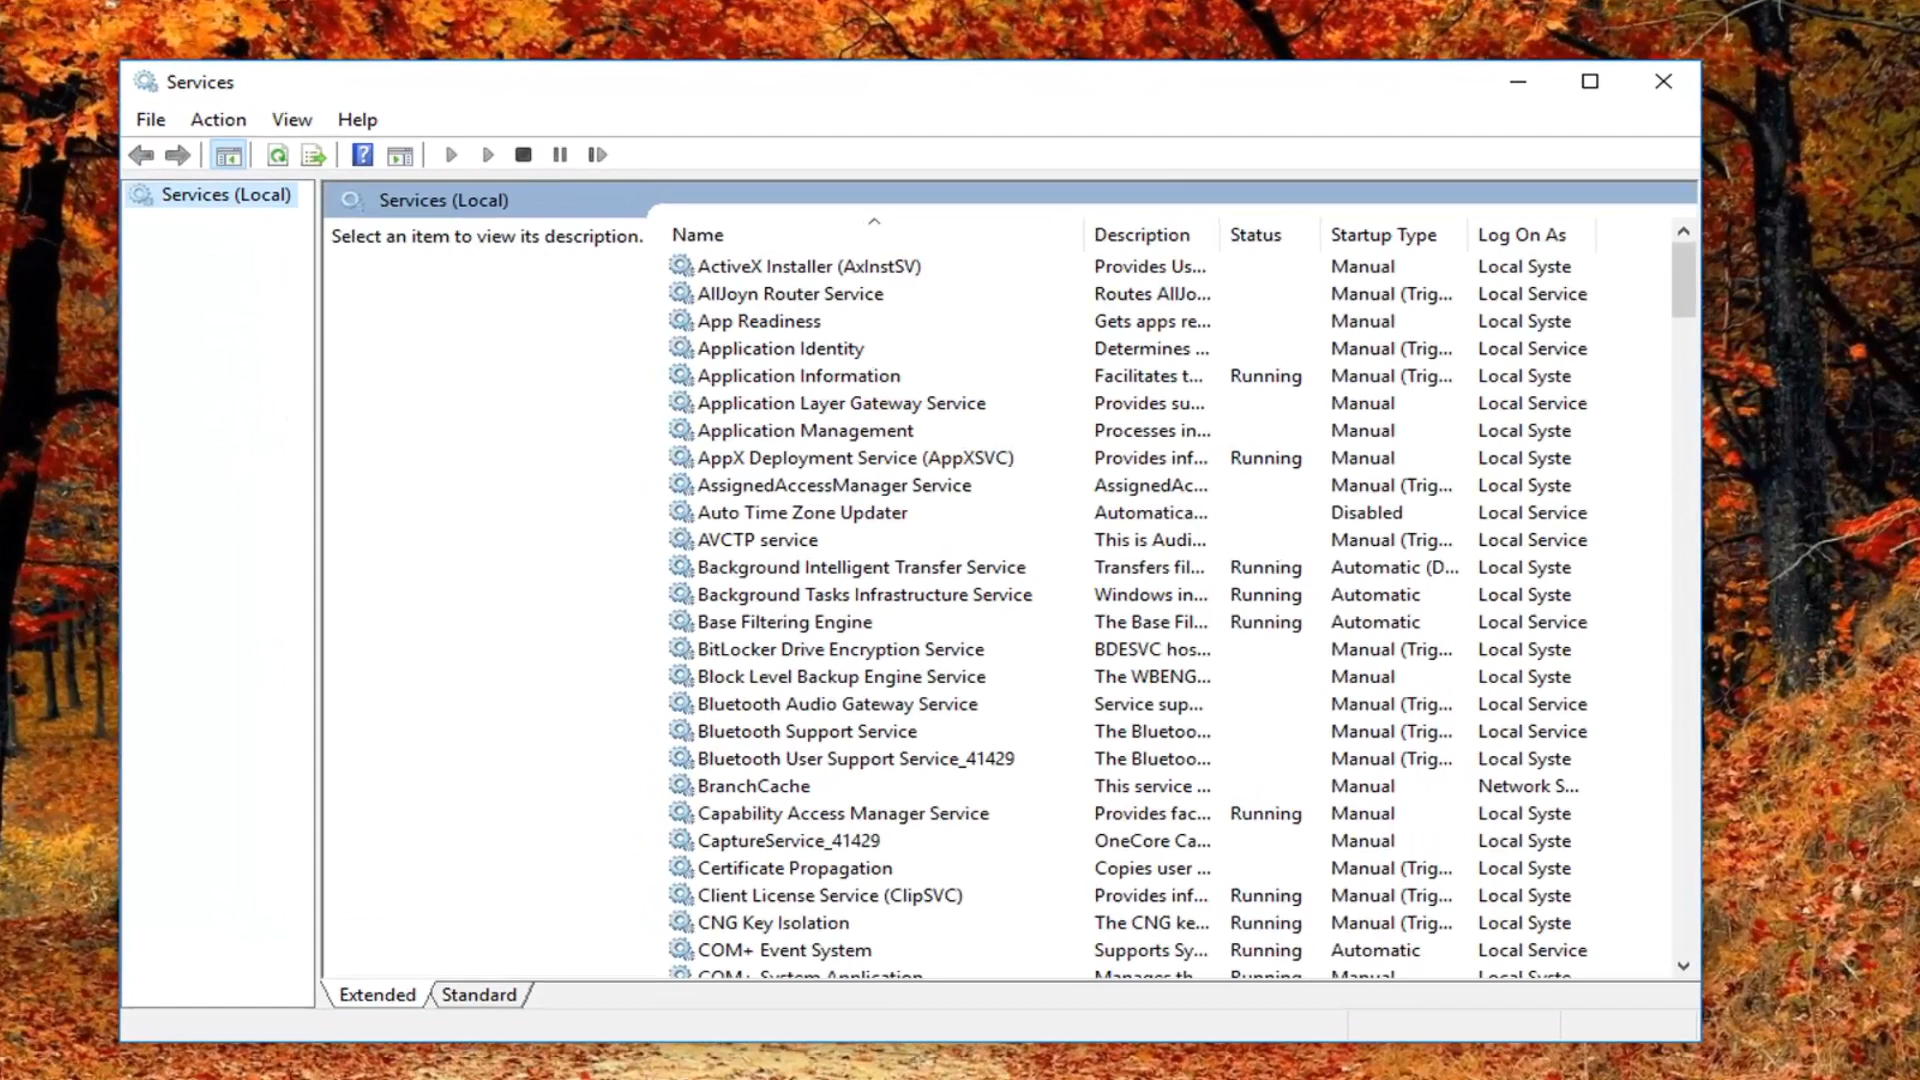 Services
File Action View Help
Services (Local)
Services (Local)
Select an item to view its description.
Name Description Status Startup Type Log On As
ActiveX Installer (AxInstSV) Provides Us... Manual Local Syste
AllJoyn Router Service Routes AllJo... Manual (Trig... Local Service
App Readiness Gets apps re... Manual Local Syste
Application Identity Determines ... Manual (Trig... Local Service
Application Information Facilitates t... Running Manual (Trig... Local Syste
Application Layer Gateway Service Provides su... Manual Local Service
Application Management Processes in... Manual Local Syste
AppX Deployment Service (AppXSVC) Provides inf... Running Manual Local Syste
AssignedAccessManager Service AssignedAc... Manual (Trig... Local Syste
Auto Time Zone Updater Automatica... Disabled Local Service
AVCTP service This is Audi... Manual (Trig... Local Service
Background Intelligent Transfer Service Transfers fil... Running Automatic (D... Local Syste
Background Tasks Infrastructure Service Windows in... Running Automatic Local Syste
Base Filtering Engine The Base Fil... Running Automatic Local Service
BitLocker Drive Encryption Service BDESVC hos... Manual (Trig... Local Syste
Block Level Backup Engine Service The WBENG... Manual Local Syste
Bluetooth Audio Gateway Service Service sup... Manual (Trig... Local Service
Bluetooth Support Service The Bluetoo... Manual (Trig... Local Service
Bluetooth User Support Service_41429 The Bluetoo... Manual (Trig... Local Syste
BranchCache This service ... Manual Network S...
Capability Access Manager Service Provides fac... Running Manual Local Syste
CaptureService_41429 OneCore Ca... Manual Local Syste
Certificate Propagation Copies user ... Manual (Trig... Local Syste
Client License Service (ClipSVC) Provides inf... Running Manual (Trig... Local Syste
CNG Key Isolation The CNG ke... Running Manual (Trig... Local Syste
COM+ Event System Supports Sy... Running Automatic Local Service
COM+ System Application Manages th... Running Manual Local Syste
Extended Standard